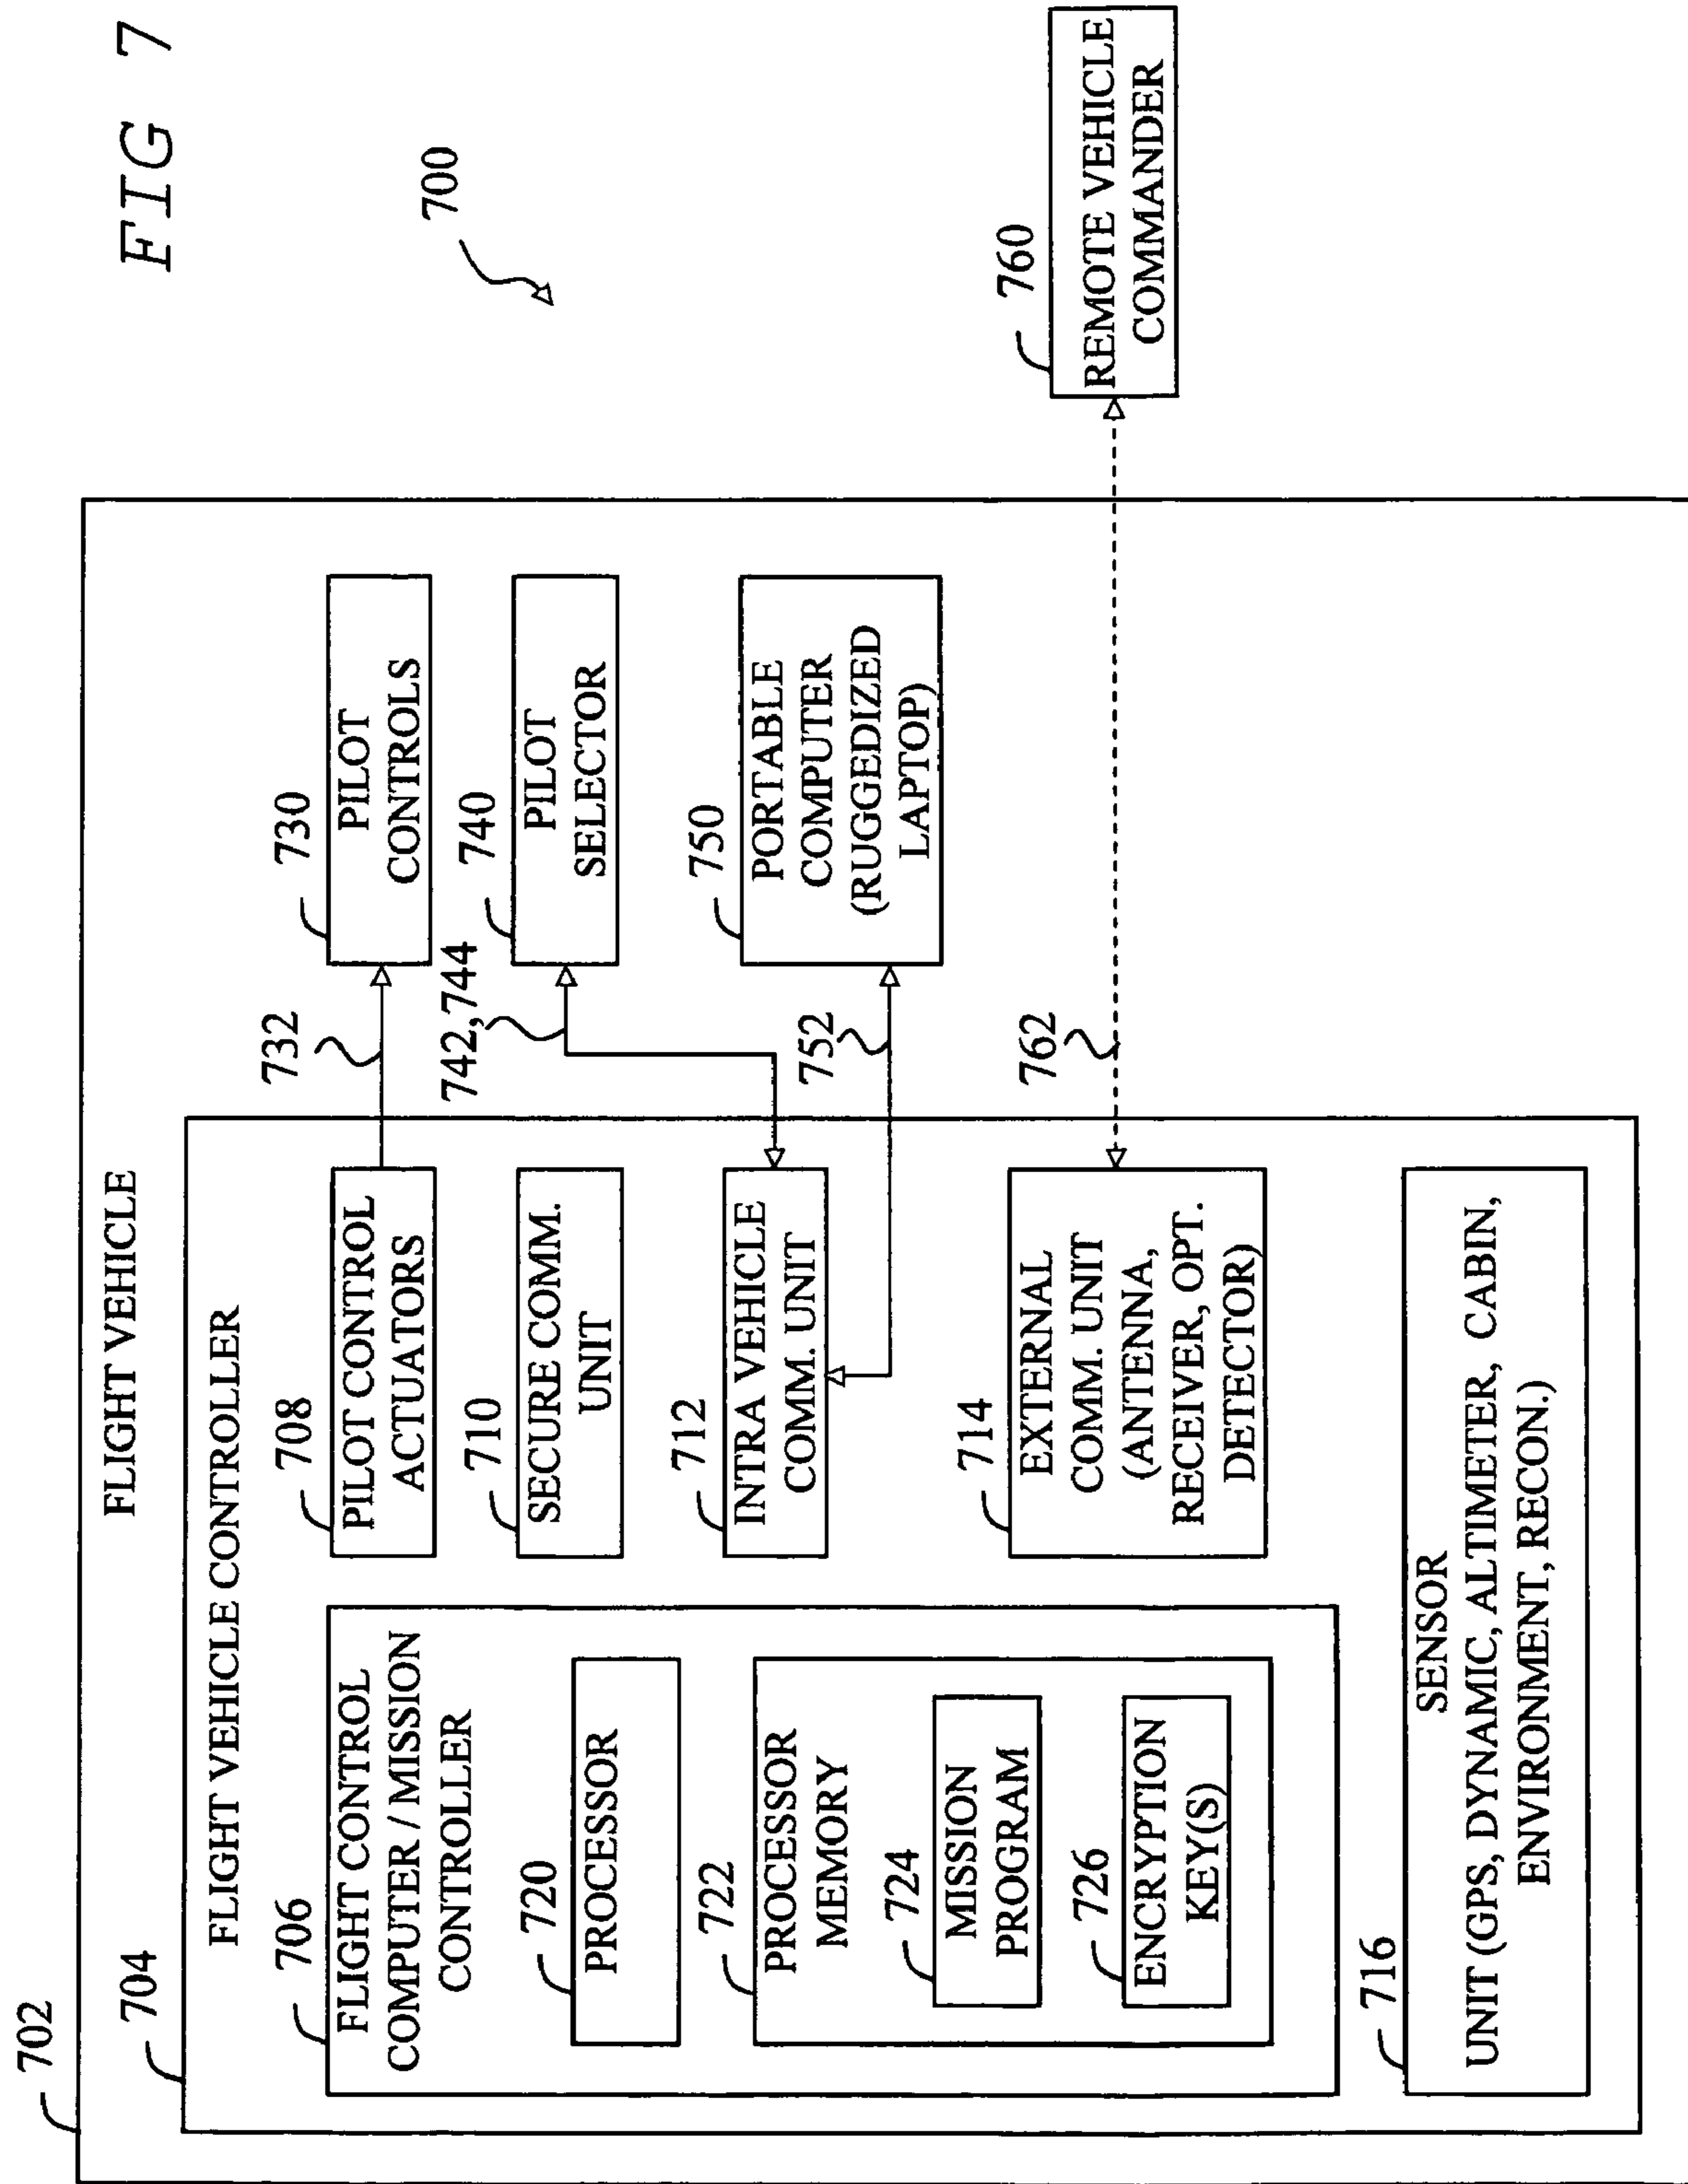 FIG 7
700
702
FLIGHT VEHICLE
704
FLIGHT VEHICLE CONTROLLER
706
FLIGHT CONTROL
COMPUTER / MISSION
CONTROLLER
720
PROCESSOR
722
PROCESSOR
MEMORY
724
MISSION
PROGRAM
726
ENCRYPTION
KEY(S)
708
PILOT CONTROL
ACTUATORS
710
SECURE COMM.
UNIT
712
INTRA VEHICLE
COMM. UNIT
714
EXTERNAL
COMM. UNIT
(ANTENNA,
RECEIVER, OPT.
DETECTOR)
716
SENSOR
UNIT (GPS, DYNAMIC, ALTIMETER, CABIN,
ENVIRONMENT, RECON.)
732
730
PILOT
CONTROLS
742,744
740
PILOT
SELECTOR
752
750
PORTABLE
COMPUTER
(RUGGEDIZED
LAPTOP)
762
760
REMOTE VEHICLE
COMMANDER